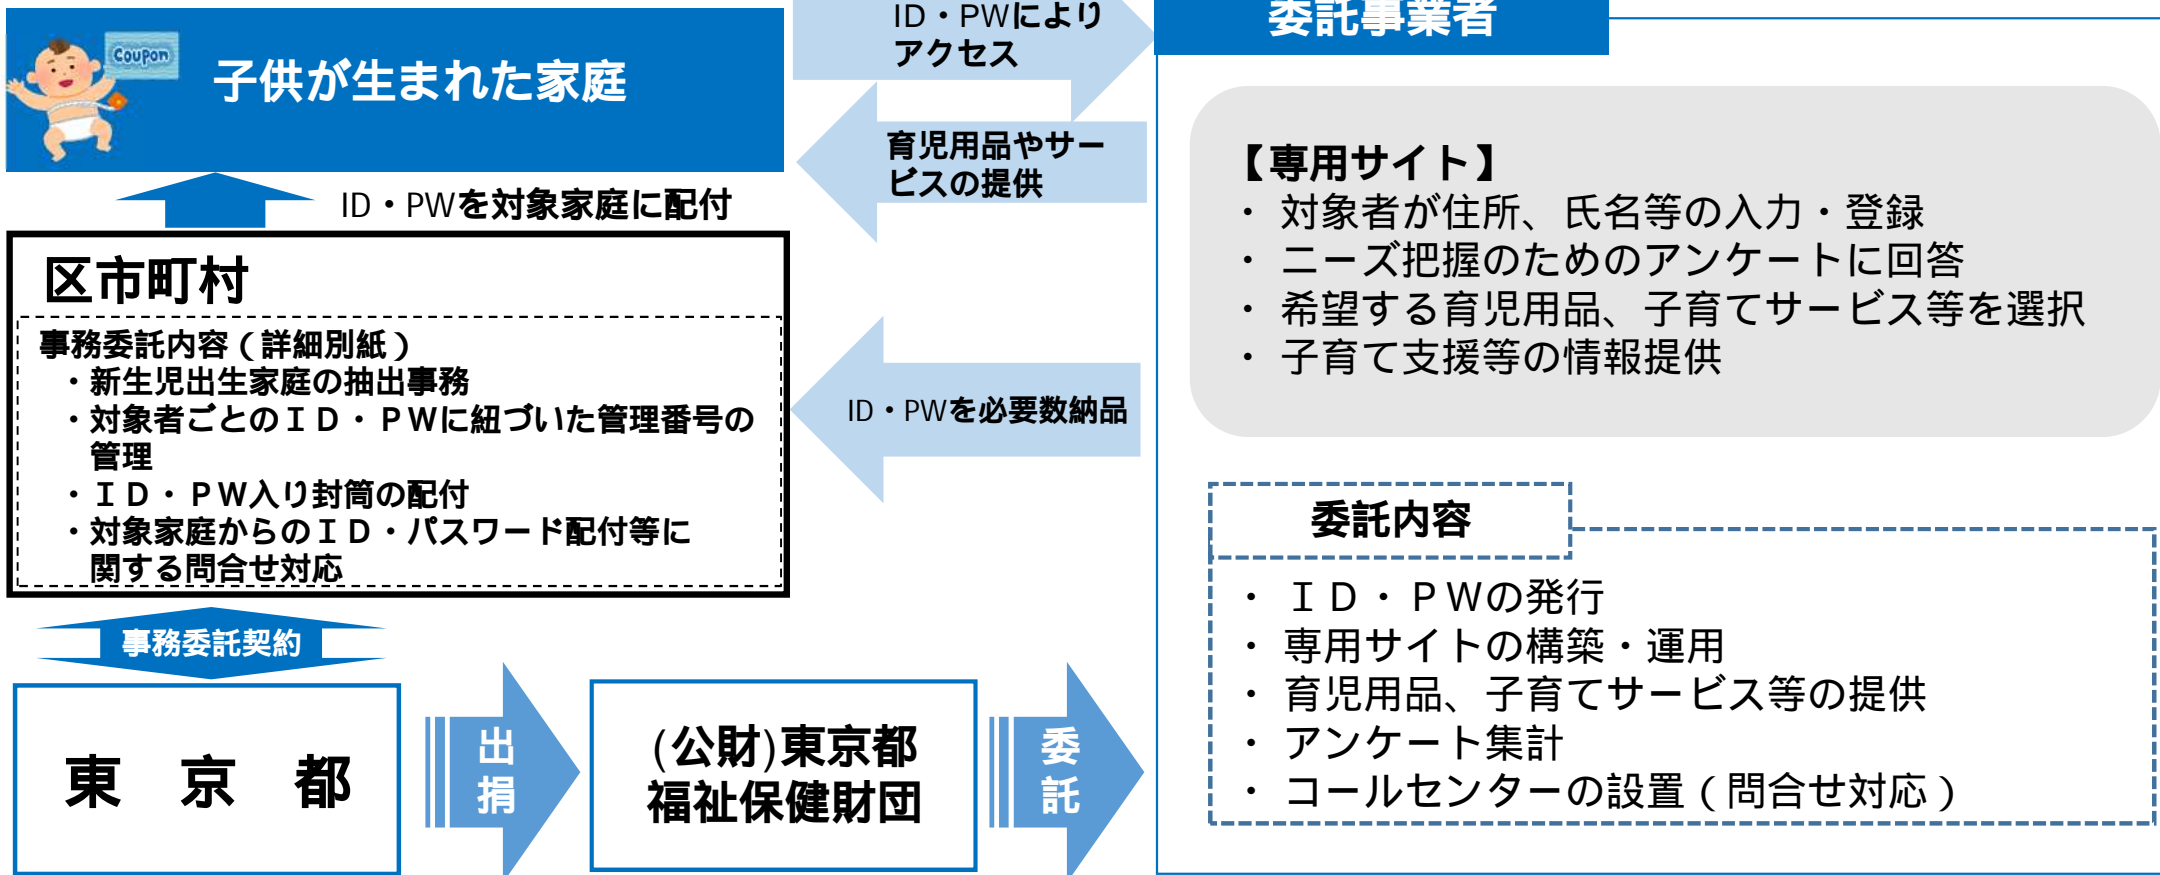 Coupon
子供が生まれた家庭
ID・PWにより
アクセス
委託事業者
育児用品やサー
ビスの提供
ID・PWを対象家庭に配付
区市町村
事務委託内容（詳細別紙）
・新生児出生家庭の抽出事務
・対象者ごとのＩＤ・ＰＷに紐づいた管理番号の
管理
・ＩＤ・ＰＷ入り封筒の配付
・対象家庭からのＩＤ・パスワード配付等に
関する問合せ対応
ID・PWを必要数納品
【専用サイト】
・ 対象者が住所、氏名等の入力・登録
・ ニーズ把握のためのアンケートに回答
・ 希望する育児用品、子育てサービス等を選択
・ 子育て支援等の情報提供
委託内容
・ ＩＤ・ＰＷの発行
・ 専用サイトの構築・運用
・ 育児用品、子育てサービス等の提供
・ アンケート集計
・ コールセンターの設置（問合せ対応）
事務委託契約
東 京 都
出
捐
(公財)東京都
福祉保健財団
委
託